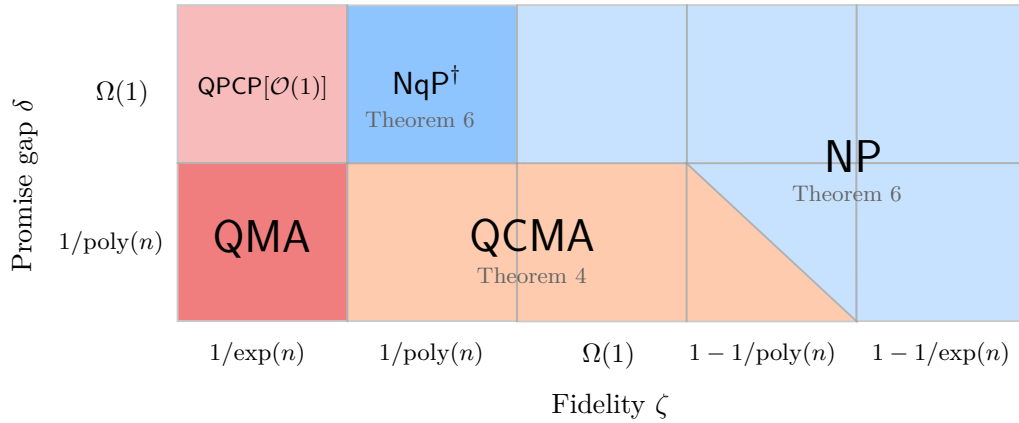 Promise gap δ
Ω(1)
QPCP[𝒪(1)]
NqP†
Theorem 6
NP
Theorem 6
1/poly(n)
QMA
QCMA
Theorem 4
1/exp(n)
1/poly(n)
Ω(1)
1 − 1/poly(n)
1 − 1/exp(n)
Fidelity ζ